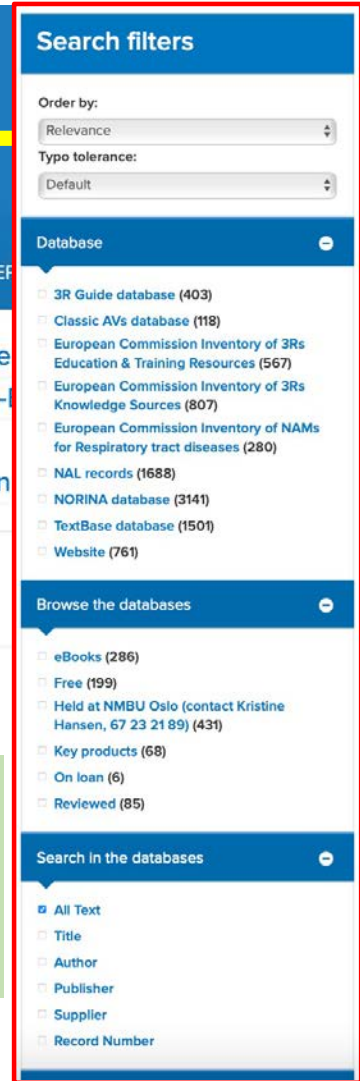 Search filters
Order by:
Relevance
Typo tolerance:
Default
Database
3R Guide database (403)
Classic AVs database (118)
European Commission Inventory of 3Rs
Education & Training Resources (567)
European Commission Inventory of 3Rs
Knowledge Sources (807)
European Commission Inventory of NAMs
for Respiratory tract diseases (280)
NAL records (1688)
NORINA database (3141)
TextBase database (1501)
Website (761)
Browse the databases
eBooks (286)
Free (199)
Held at NMBU Oslo (contact Kristine
Hansen, 67 23 21 89) (431)
Key products (68)
On loan (6)
Reviewed (85)
Search in the databases
All Text
Title
Author
Publisher
Supplier
Record Number